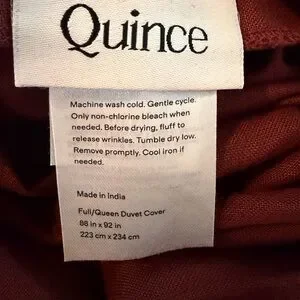 Quince
Machine wash cold. Gentle cycle.
Only non-chlorine bleach when
needed. Before drying, fluff to
release wrinkles. Tumble dry low.
Remove promptly. Cool iron if
needed.
Made in India
Full/Queen Duvet Cover
88 in x 92 in
223 cm x 234 cm